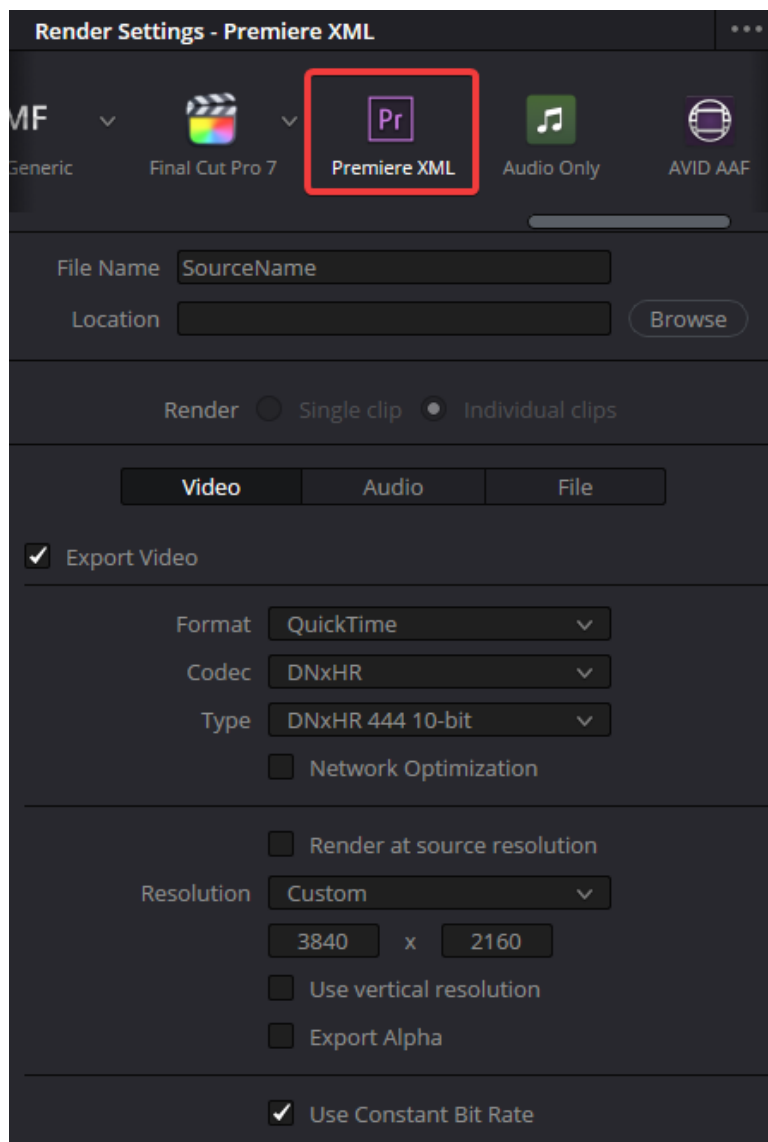 Render Settings - Premiere XML
MF
Pr
Generic
Final Cut Pro 7
Premiere XML
Audio Only
AVID AAF
File Name SourceName
Location Browse
Render Single clip Individual clips
Video Audio File
Export Video
Format QuickTime
Codec DNxHR
Type DNxHR 444 10-bit
Network Optimization
Render at source resolution
Resolution Custom
3840 x 2160
Use vertical resolution
Export Alpha
Use Constant Bit Rate